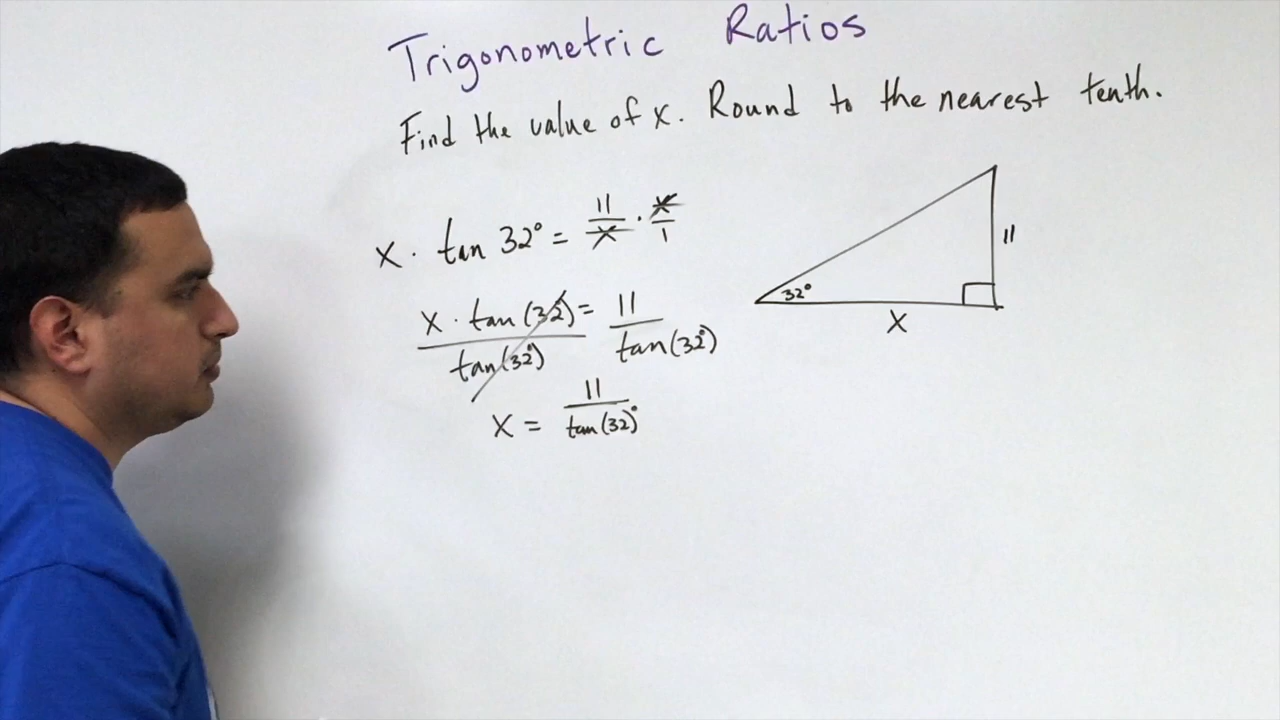 Trigonometric Ratios
Find the value of x. Round to the nearest tenth.
x · tan 32° = 11/x · x/1
x · tan(32°)/tan(32°) = 11/tan(32°)
x = 11/tan(32)°
32°
11
x